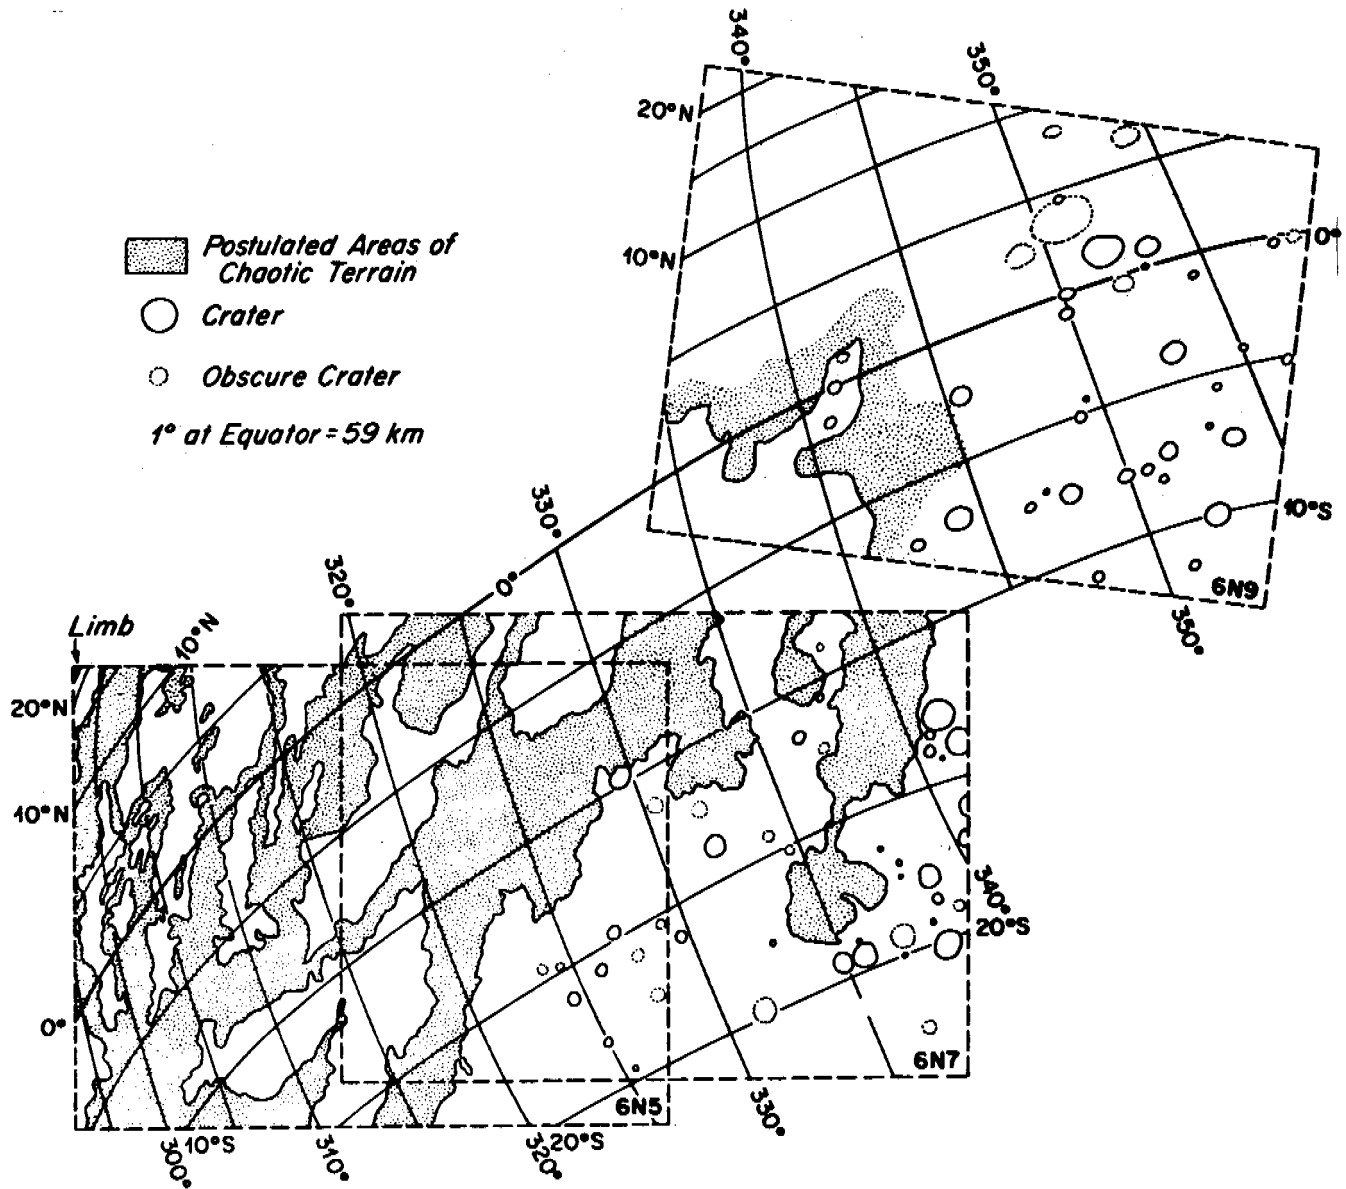 340°
350°
20°N
10°N
0°
Postulated Areas of
Chaotic Terrain
Crater
Obscure Crater
1° at Equator = 59 km
330°
0°
10°S
6N9
350°
320°
Limb
10°N
20°N
10°N
0°
340°
20°S
6N7
6N5
330°
300°
10°S
310°
320°
20°S